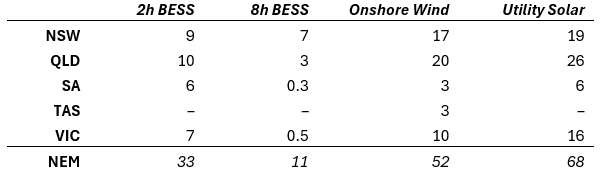 2h BESS 8h BESS Onshore Wind Utility Solar
NSW 9 7 17 19
QLD 10 3 20 26
SA 6 0.3 3 6
TAS – – 3 –
VIC 7 0.5 10 16
NEM 33 11 52 68